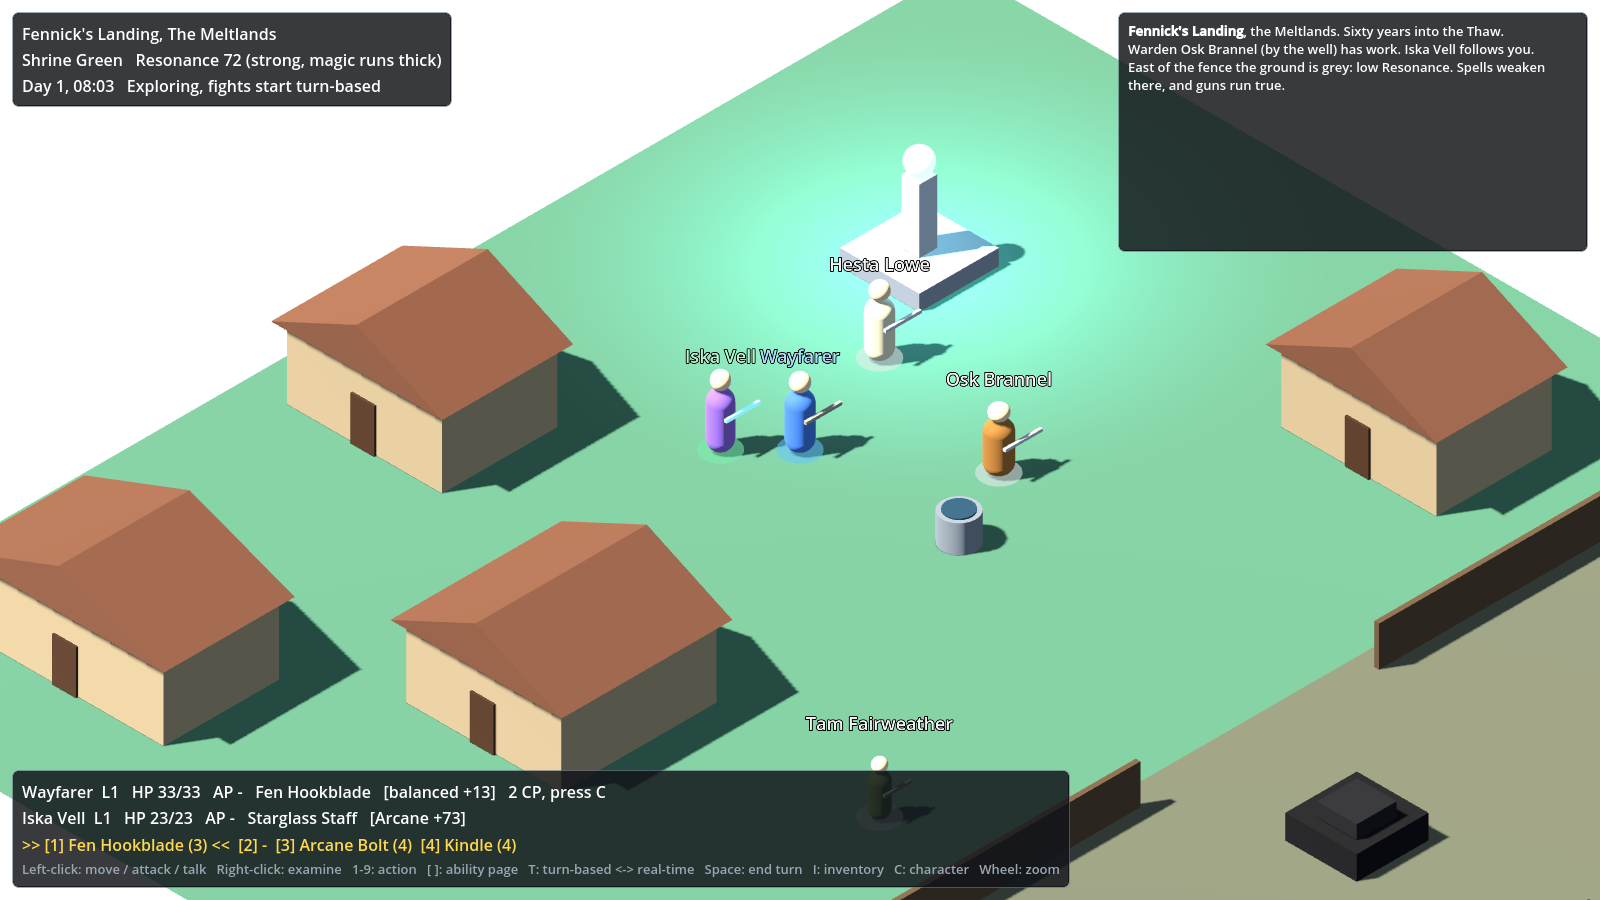 Fennick's Landing, The Meltlands
Shrine Green   Resonance 72 (strong, magic runs thick)
Day 1, 08:03   Exploring, fights start turn-based
Fennick's Landing, the Meltlands. Sixty years into the Thaw.
Warden Osk Brannel (by the well) has work. Iska Vell follows you.
East of the fence the ground is grey: low Resonance. Spells weaken
there, and guns run true.
Hesta Lowe
Iska Vell Wayfarer
Osk Brannel
Tam Fairweather
Wayfarer  L1   HP 33/33   AP -   Fen Hookblade   [balanced +13]   2 CP, press C
Iska Vell  L1   HP 23/23   AP -   Starglass Staff   [Arcane +73]
>> [1] Fen Hookblade (3) <<  [2] -  [3] Arcane Bolt (4)  [4] Kindle (4)
Left-click: move / attack / talk   Right-click: examine   1-9: action   [ ]: ability page   T: turn-based <-> real-time   Space: end turn   I: inventory   C: character   Wheel: zoom